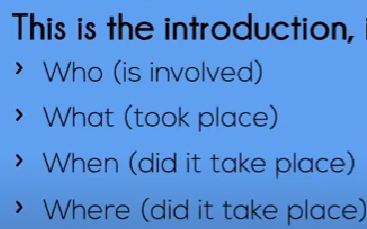 This is the introduction,
› Who (is involved)
› What (took place)
› When (did it take place)
› Where (did it take place)